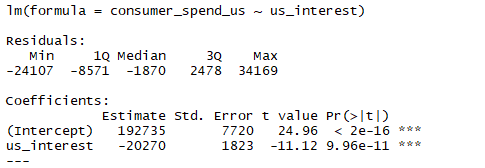 lm(formula = consumer_spend_us ~ us_interest)
Residuals:
Min 1Q Median 3Q Max
-24107 -8571 -1870 2478 34169
Coefficients:
Estimate Std. Error t value Pr(>|t|)
(Intercept) 192735 7720 24.96 < 2e-16 ***
us_interest -20270 1823 -11.12 9.96e-11 ***
---